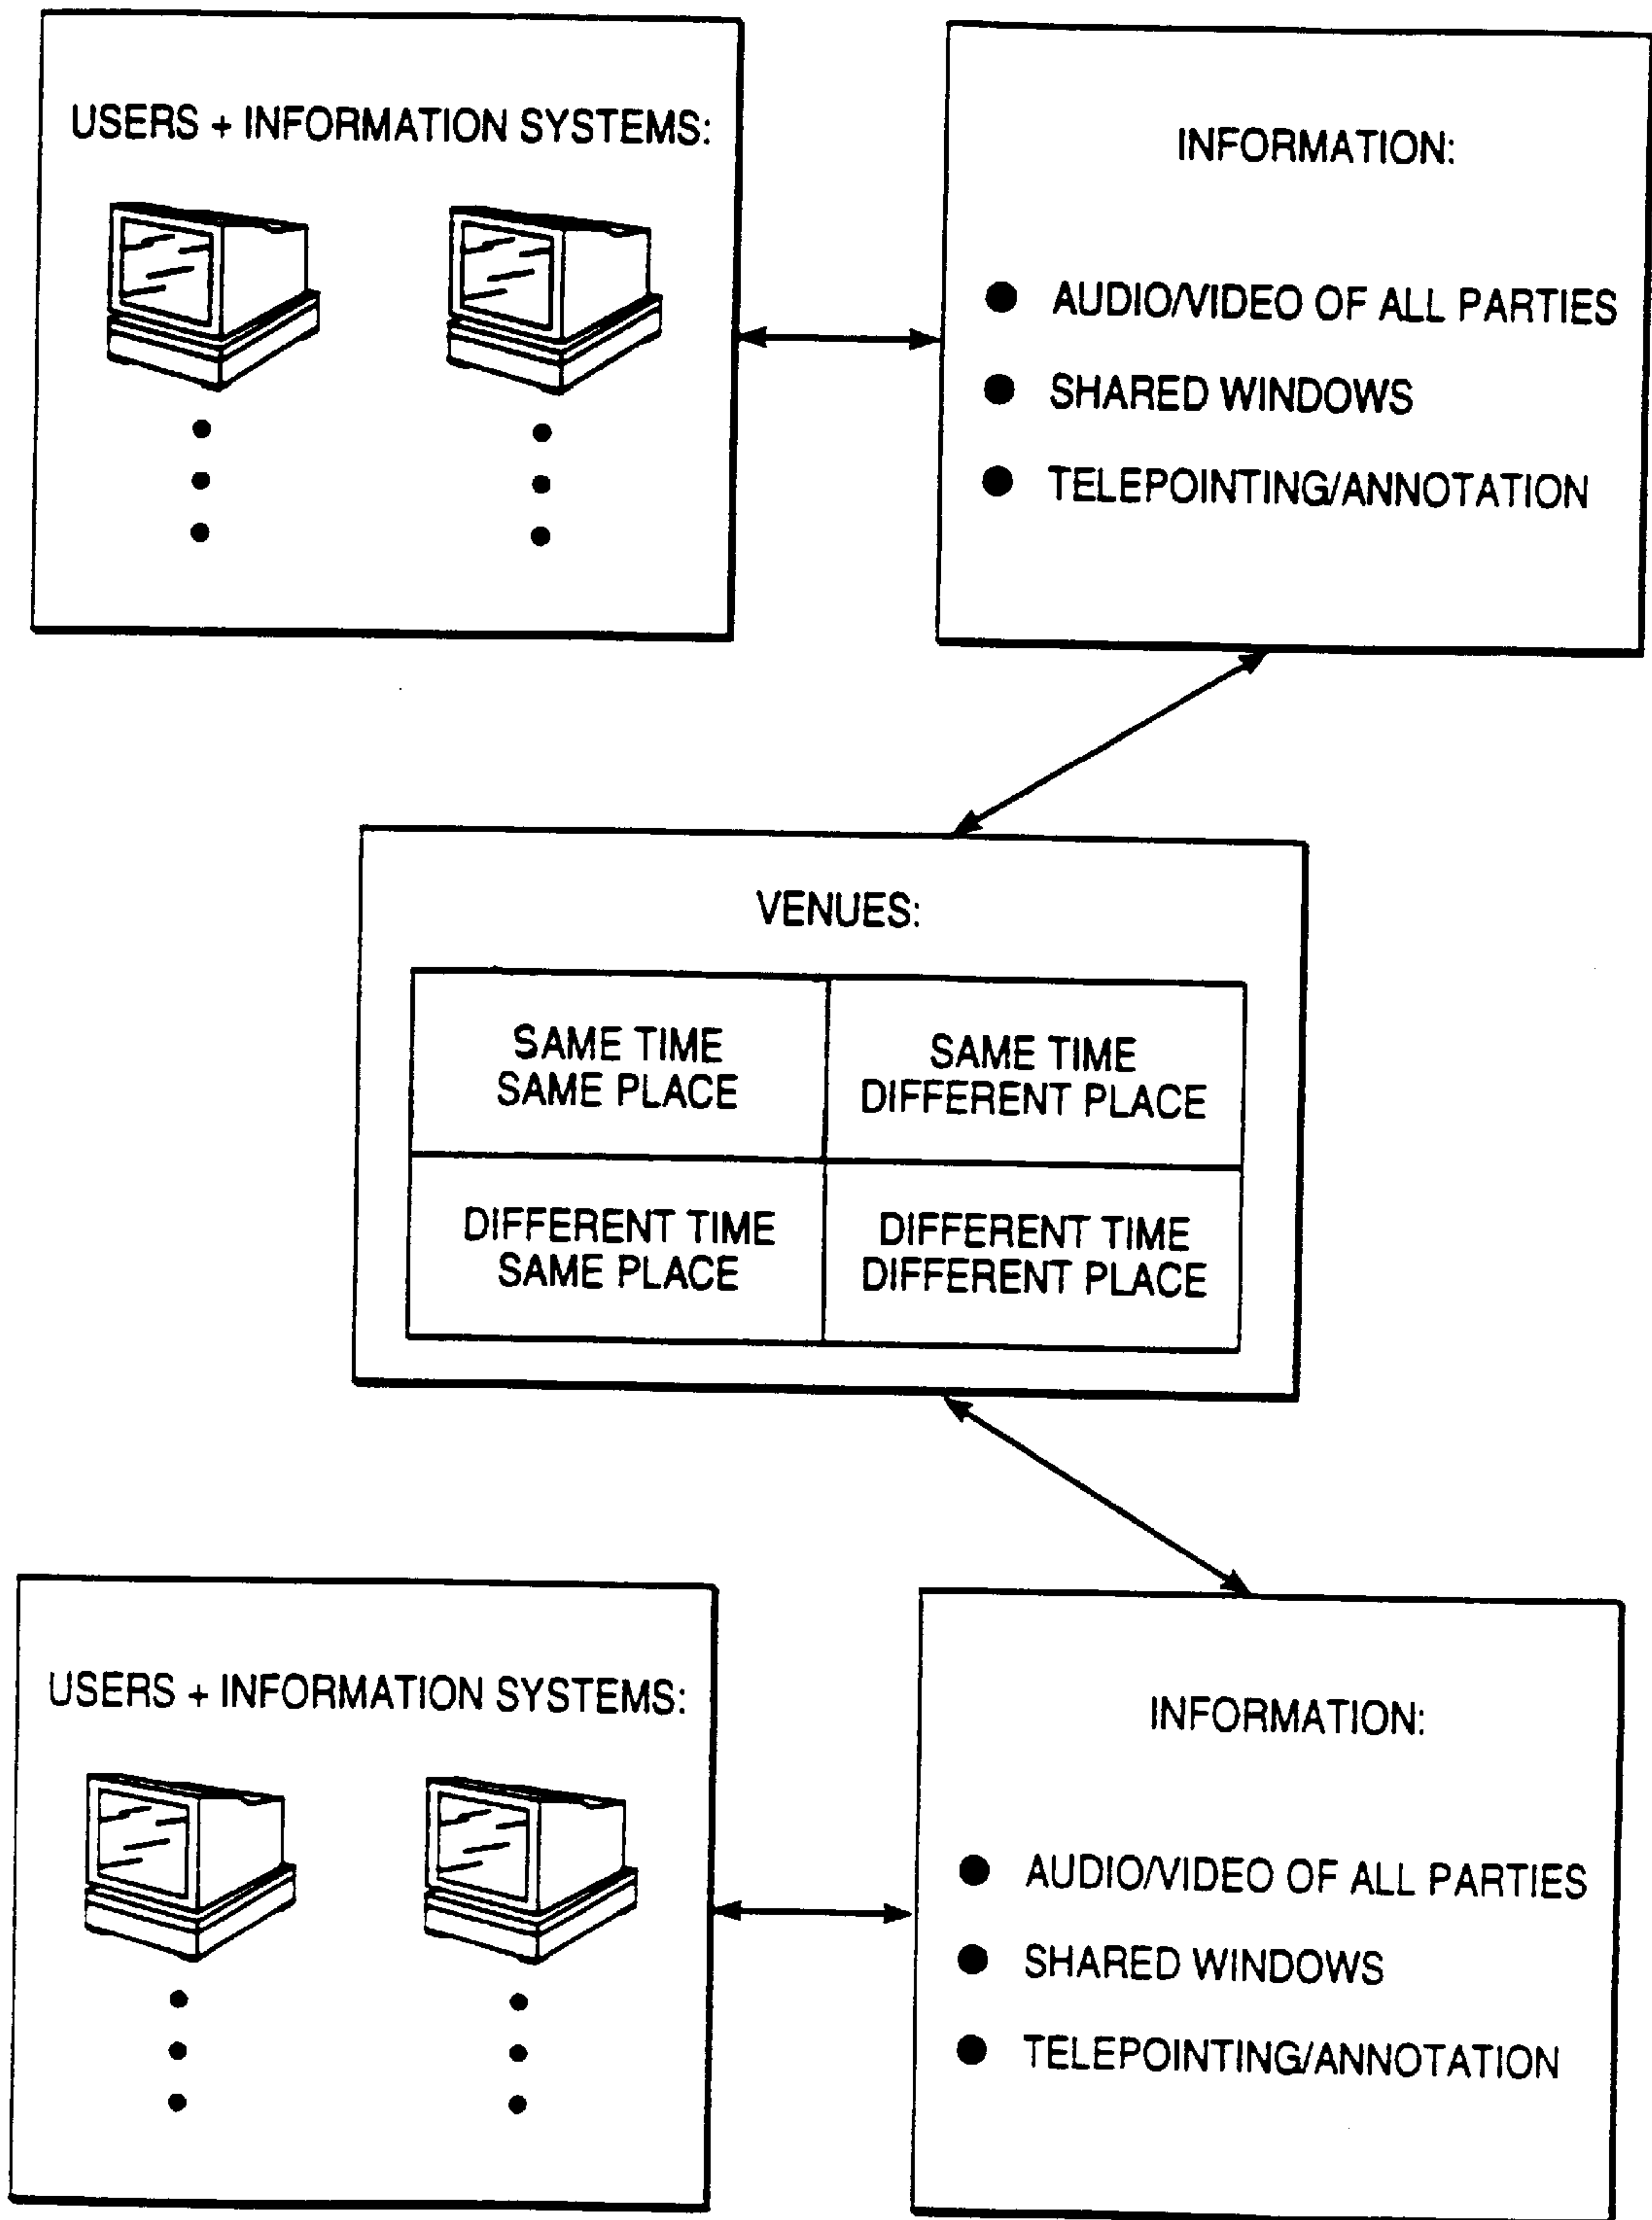 USERS + INFORMATION SYSTEMS:
INFORMATION:
● AUDIO/VIDEO OF ALL PARTIES
● SHARED WINDOWS
● TELEPOINTING/ANNOTATION
VENUES:
SAME TIME
SAME PLACE
SAME TIME
DIFFERENT PLACE
DIFFERENT TIME
SAME PLACE
DIFFERENT TIME
DIFFERENT PLACE
USERS + INFORMATION SYSTEMS:
INFORMATION:
● AUDIO/VIDEO OF ALL PARTIES
● SHARED WINDOWS
● TELEPOINTING/ANNOTATION